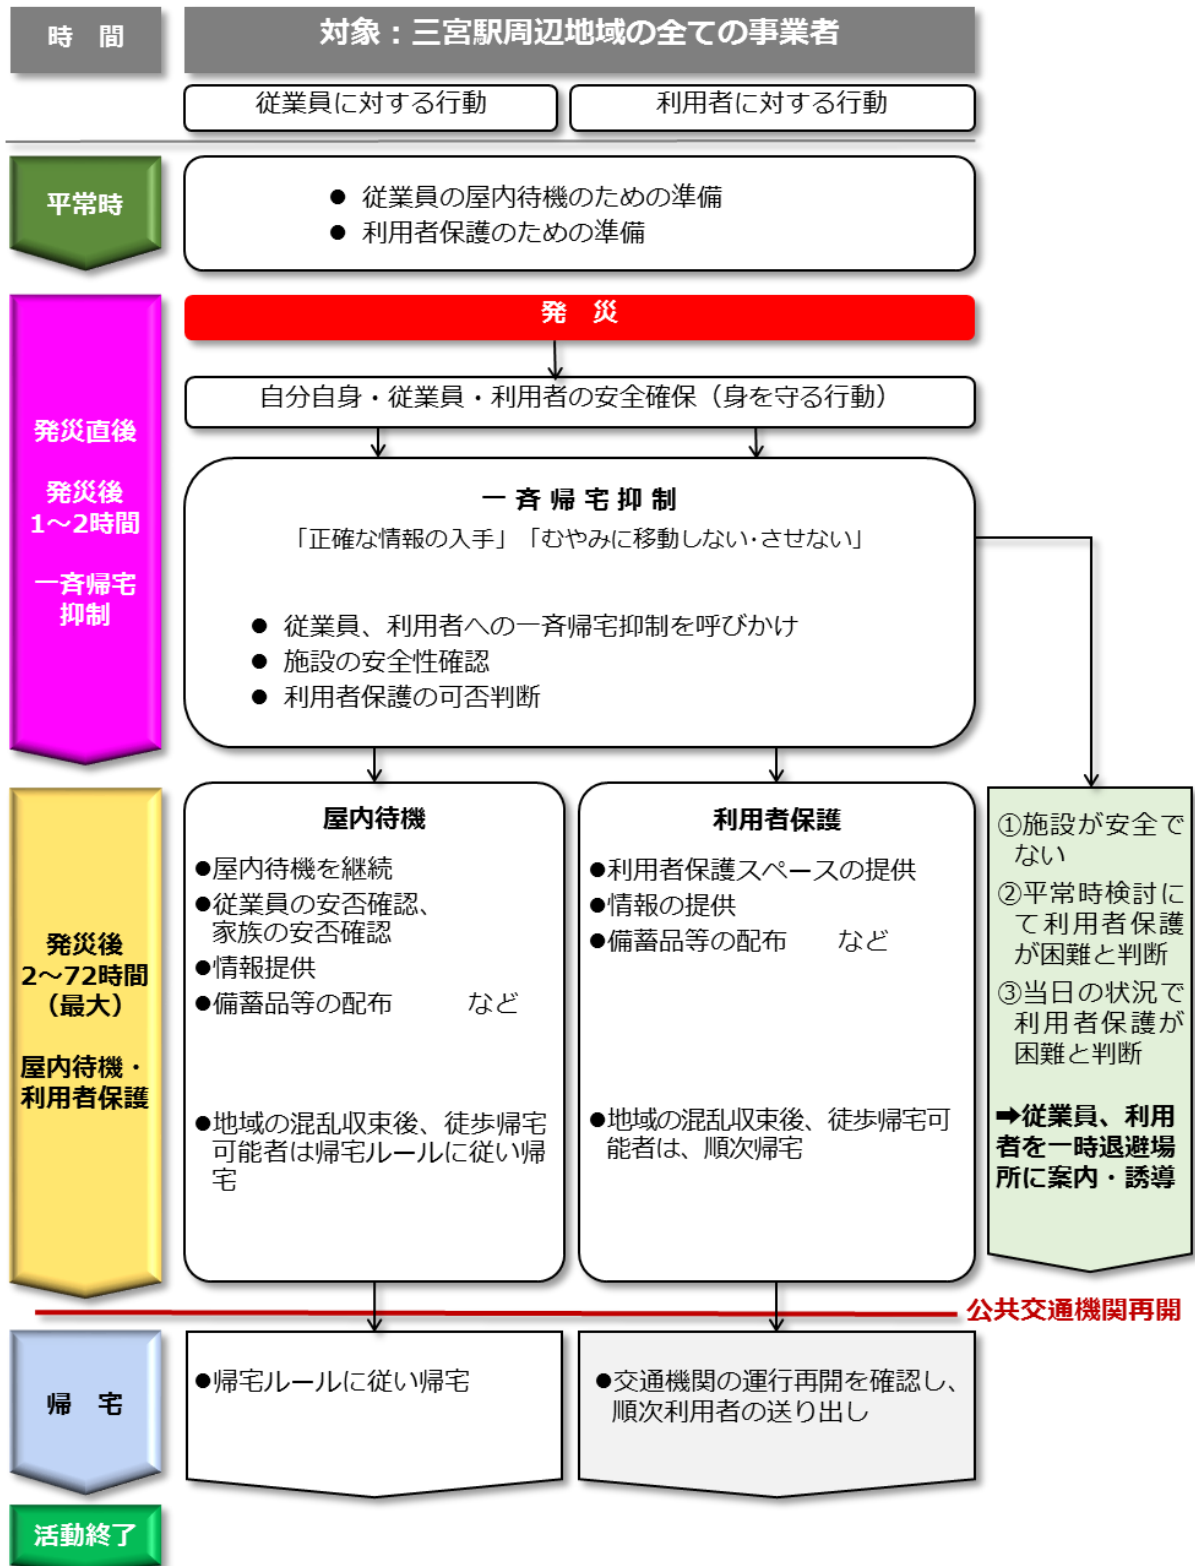 時　間
対象：三宮駅周辺地域の全ての事業者
従業員に対する行動
利用者に対する行動
平常時
● 従業員の屋内待機のための準備
● 利用者保護のための準備
発災直後
発災後
1～2時間
一斉帰宅
抑制
発　災
自分自身・従業員・利用者の安全確保（身を守る行動）
一 斉 帰 宅 抑 制
「正確な情報の入手」「むやみに移動しない･させない」
● 従業員、利用者への一斉帰宅抑制を呼びかけ
● 施設の安全性確認
● 利用者保護の可否判断
発災後
2～72時間
（最大）
屋内待機・
利用者保護
屋内待機
●屋内待機を継続
●従業員の安否確認、
家族の安否確認
●情報提供
●備蓄品等の配布　　　など
●地域の混乱収束後、徒歩帰宅
可能者は帰宅ルールに従い帰
宅
利用者保護
●利用者保護スペースの提供
●情報の提供
●備蓄品等の配布　　など
●地域の混乱収束後、徒歩帰宅可
能者は、順次帰宅
①施設が安全で
ない
②平常時検討に
て利用者保護
が困難と判断
③当日の状況で
利用者保護が
困難と判断
➡従業員、利用
者を一時退避場
所に案内・誘導
公共交通機関再開
帰　宅
●帰宅ルールに従い帰宅
●交通機関の運行再開を確認し、
順次利用者の送り出し
活動終了